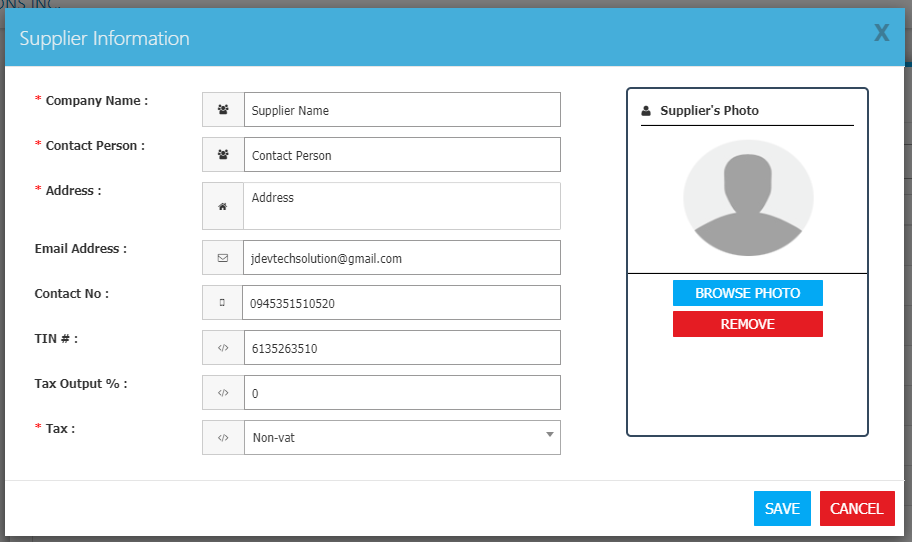 ONS INC.
Supplier Information
X
* Company Name :
Supplier Name
* Contact Person :
Contact Person
* Address :
Address
Email Address :
jdevtechsolution@gmail.com
Contact No :
0945351510520
TIN # :
6135263510
Tax Output % :
0
* Tax :
Non-vat
Supplier's Photo
BROWSE PHOTO
REMOVE
SAVE
CANCEL